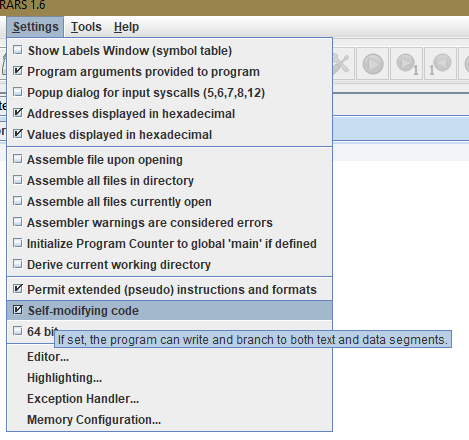 RARS 1.6
Settings Tools Help
Show Labels Window (symbol table)
Program arguments provided to program
Popup dialog for input syscalls (5,6,7,8,12)
Addresses displayed in hexadecimal
Values displayed in hexadecimal
Assemble file upon opening
Assemble all files in directory
Assemble all files currently open
Assembler warnings are considered errors
Initialize Program Counter to global 'main' if defined
Derive current working directory
Permit extended (pseudo) instructions and formats
Self-modifying code
64
If set, the program can write and branch to both text and data segments.
Editor...
Highlighting...
Exception Handler...
Memory Configuration...